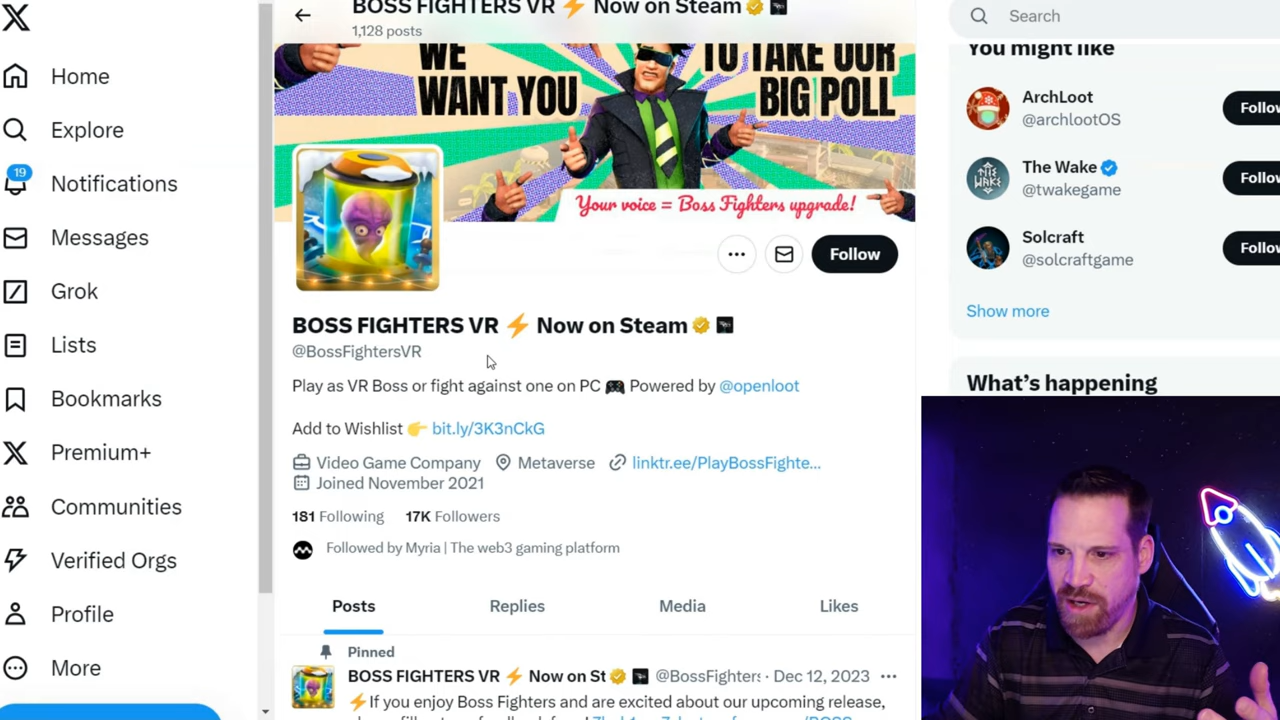 BOSS FIGHTERS VR ⚡ Now on Steam
1,128 posts
WE WANT YOU
TO TAKE OUR BIG POLL
Your voice = Boss Fighters upgrade!
Home
Explore
19
Notifications
Messages
Grok
Lists
Bookmarks
Premium+
Communities
Verified Orgs
Profile
More
Follow
BOSS FIGHTERS VR ⚡ Now on Steam
@BossFightersVR
Play as VR Boss or fight against one on PC 🎮 Powered by @openloot
Add to Wishlist 👉 bit.ly/3K3nCkG
Video Game Company Metaverse linktr.ee/PlayBossFighte...
Joined November 2021
181 Following 17K Followers
Followed by Myria | The web3 gaming platform
Posts Replies Media Likes
Pinned
BOSS FIGHTERS VR ⚡ Now on St @BossFighters · Dec 12, 2023
⚡If you enjoy Boss Fighters and are excited about our upcoming release,
Search
You might like
ArchLoot
@archlootOS
Follow
The Wake
@twakegame
Follow
Solcraft
@solcraftgame
Follow
Show more
What's happening